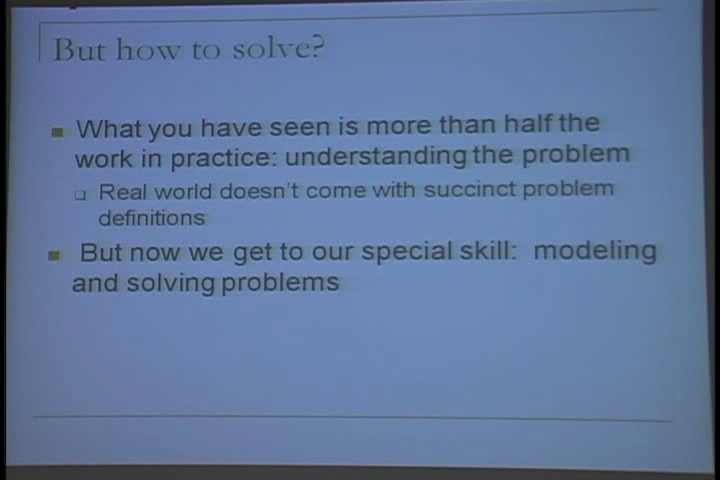 But how to solve?
What you have seen is more than half the
work in practice: understanding the problem
Real world doesn't come with succinct problem
definitions
But now we get to our special skill: modeling
and solving problems